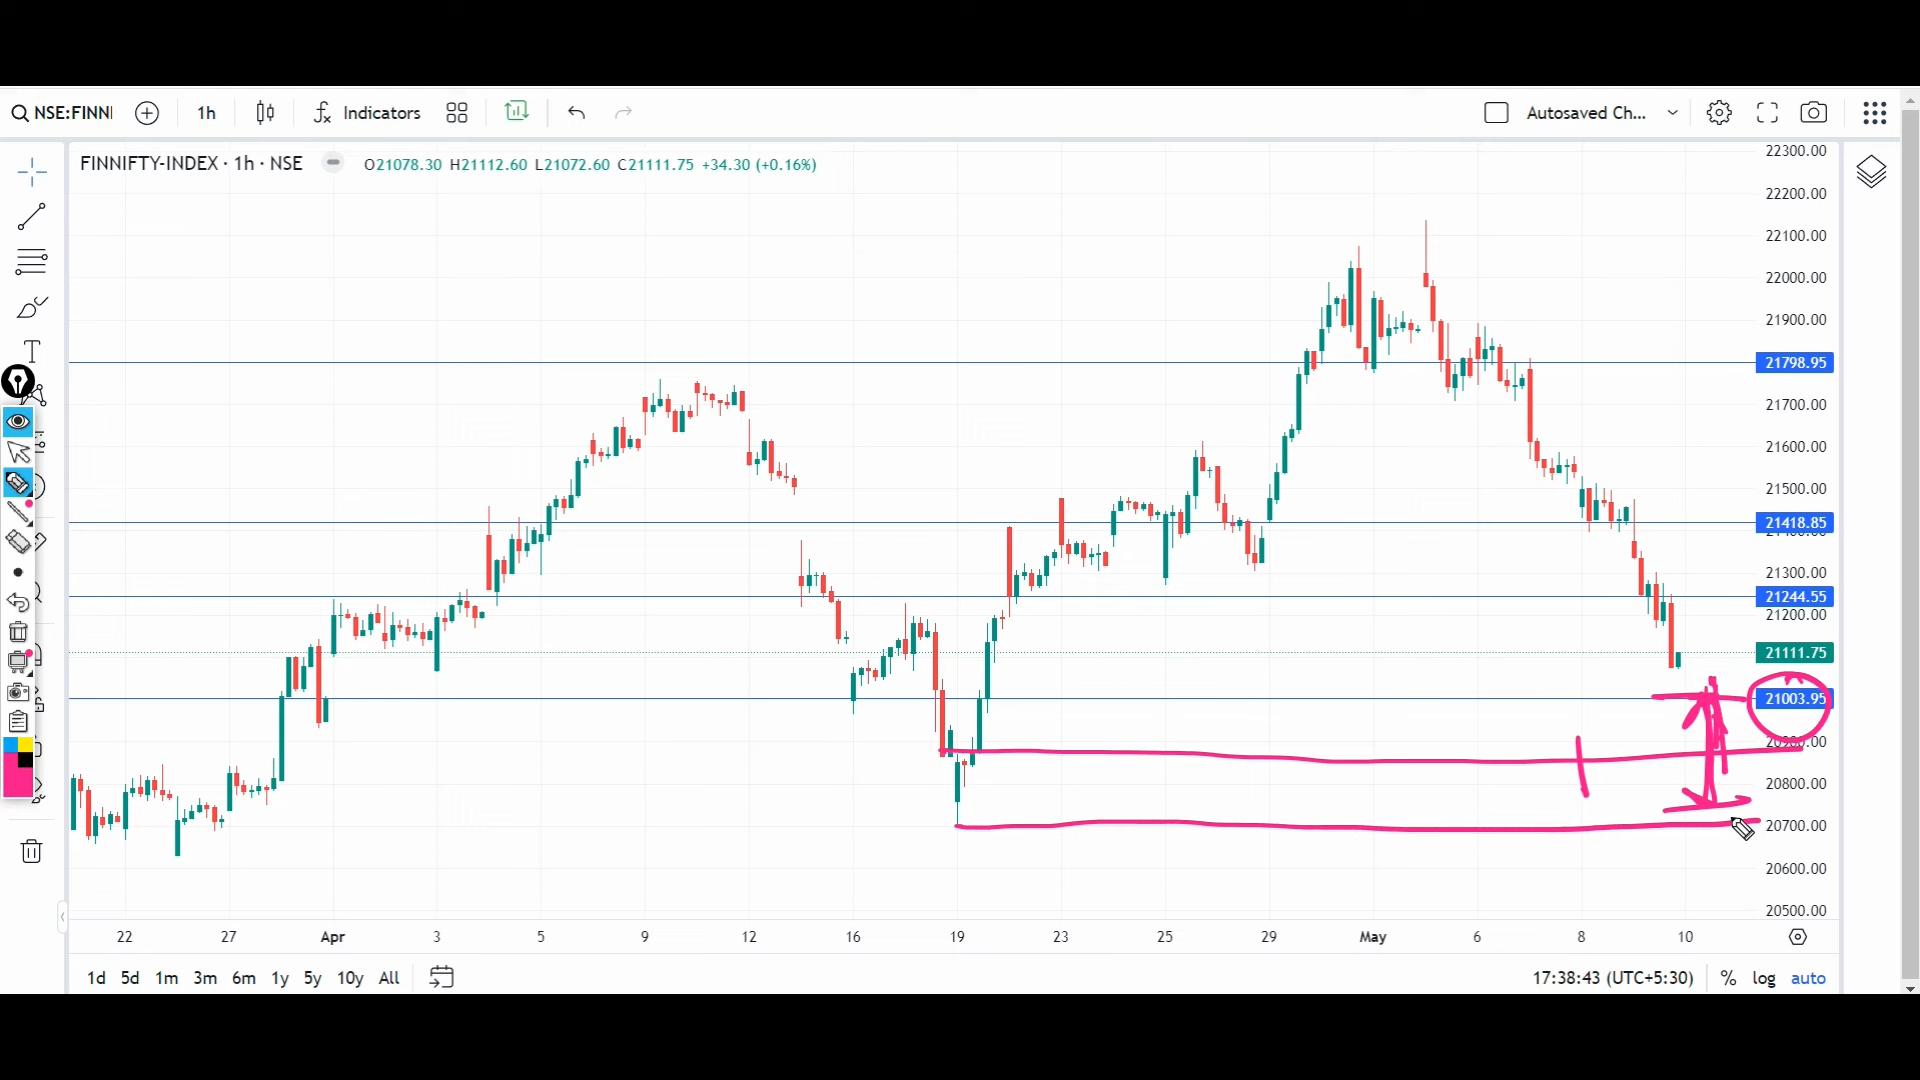 NSE:FINNI
1h
Indicators
Autosaved Ch...
FINNIFTY-INDEX · 1h · NSE
O21078.30 H21112.60 L21072.60 C21111.75 +34.30 (+0.16%)
22300.00
22200.00
22100.00
22000.00
21900.00
21798.95
21700.00
21600.00
21500.00
21418.85
21400.00
21300.00
21244.55
21200.00
21111.75
21003.95
20900.00
20800.00
20700.00
20600.00
20500.00
22 27 Apr 3 5 9 12 16 19 23 25 29 May 6 8 10
1d 5d 1m 3m 6m 1y 5y 10y All
17:38:43 (UTC+5:30) % log auto